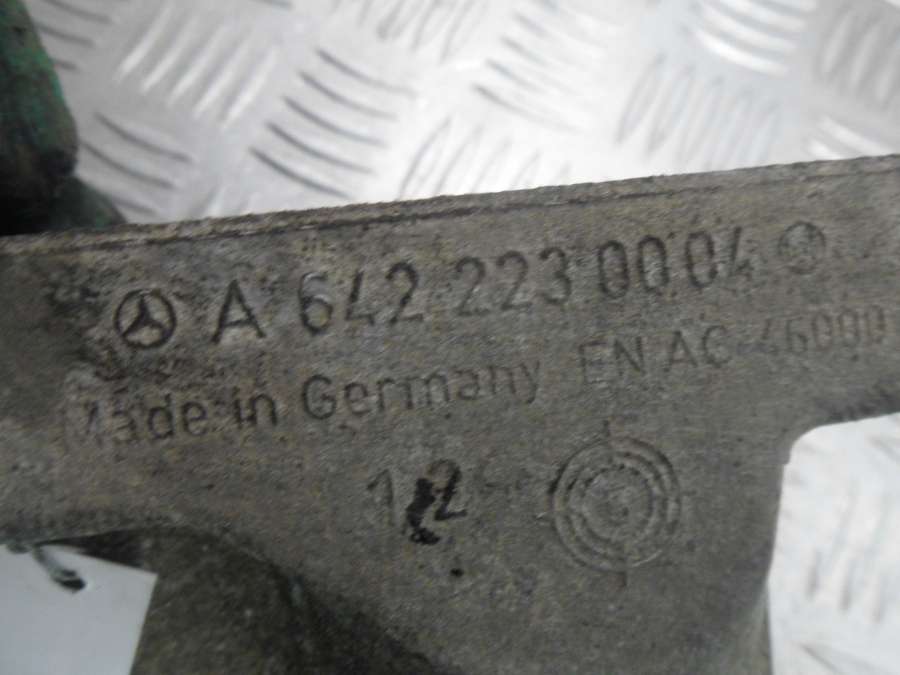 A 642 223 00 04
Made in Germany EN AC-46000
12